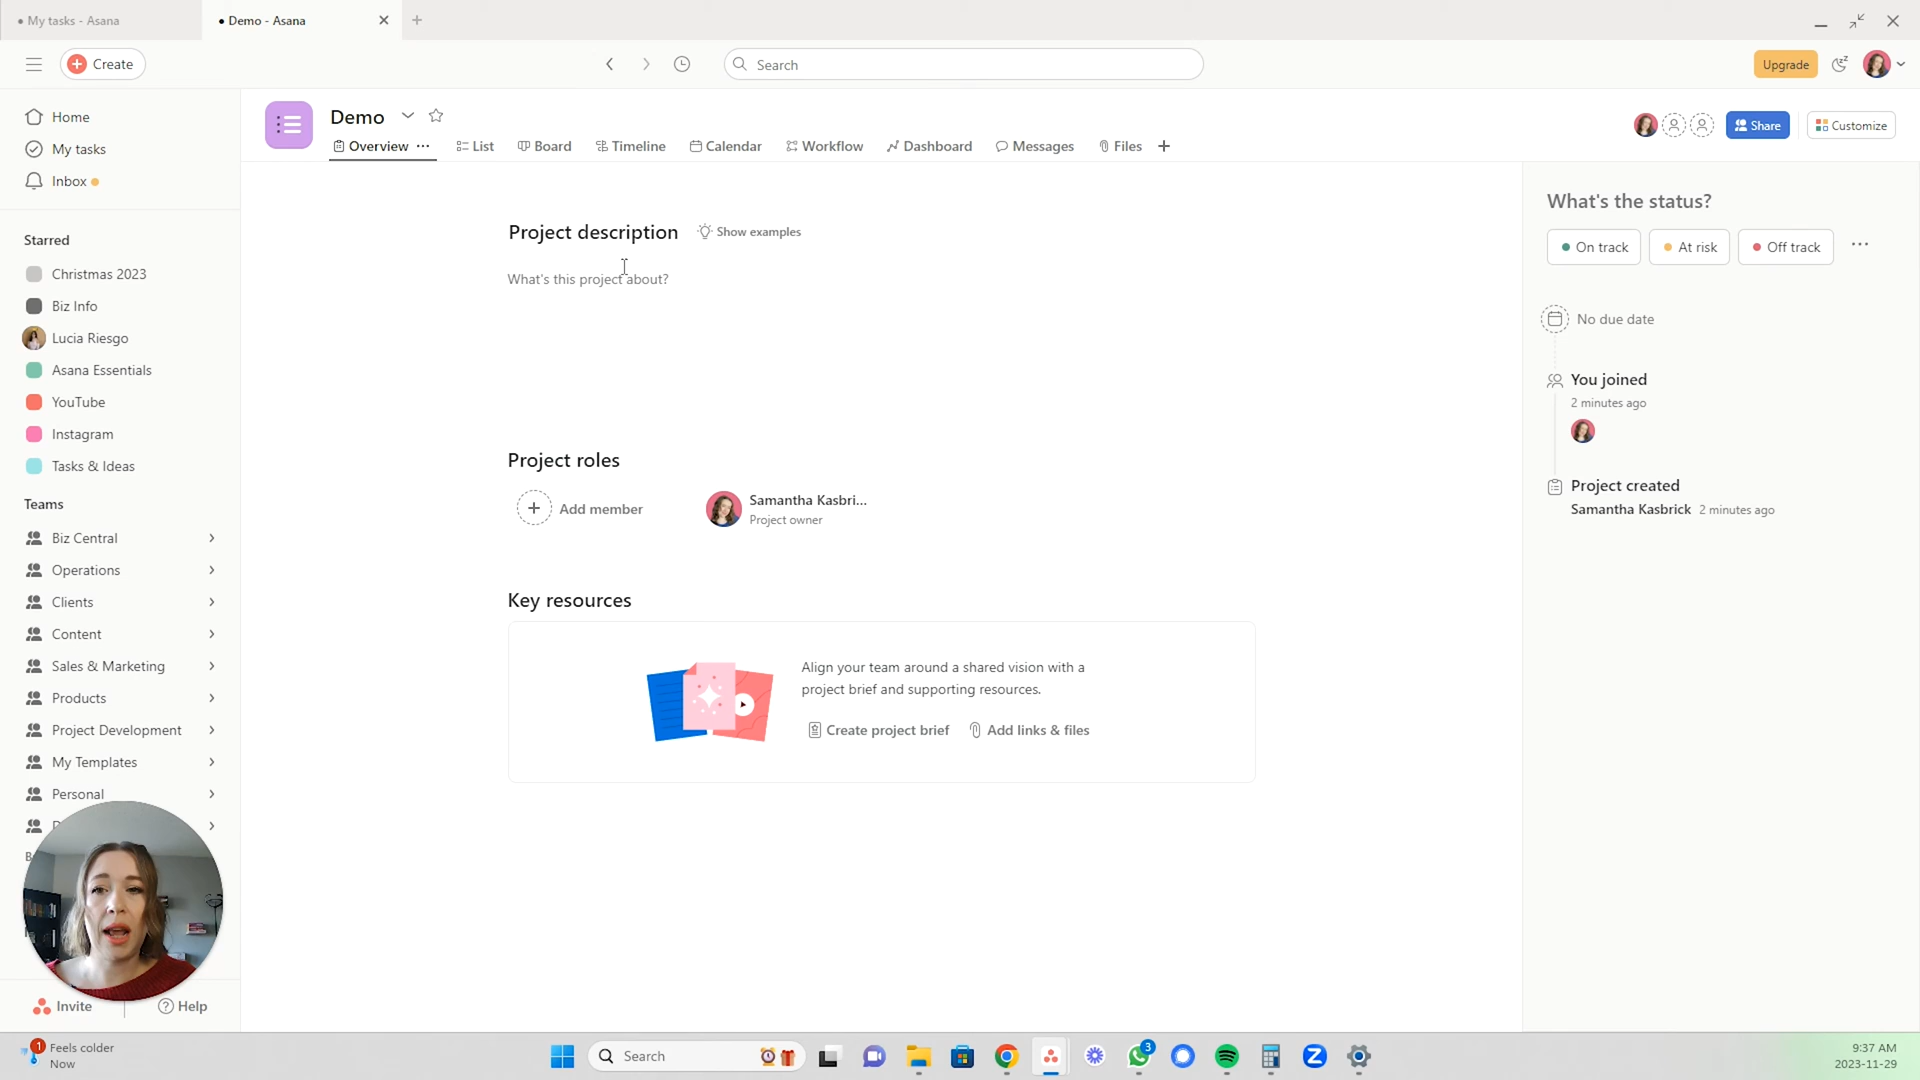 My tasks - Asana
Demo - Asana
Create
Search
Upgrade
Home
My tasks
Inbox
Starred
Christmas 2023
Biz Info
Lucia Riesgo
Asana Essentials
YouTube
Instagram
Tasks & Ideas
Teams
Biz Central
Operations
Clients
Content
Sales & Marketing
Products
Project Development
My Templates
Personal
Invite
Help
Demo
Overview
List
Board
Timeline
Calendar
Workflow
Dashboard
Messages
Files
Share
Customize
Project description
Show examples
What's this project about?
Project roles
Add member
Samantha Kasbri...
Project owner
Key resources
Align your team around a shared vision with a
project brief and supporting resources.
Create project brief
Add links & files
What's the status?
On track
At risk
Off track
No due date
You joined
2 minutes ago
Project created
Samantha Kasbrick 2 minutes ago
1
Feels colder
Now
Search
3
9:37 AM
2023-11-29